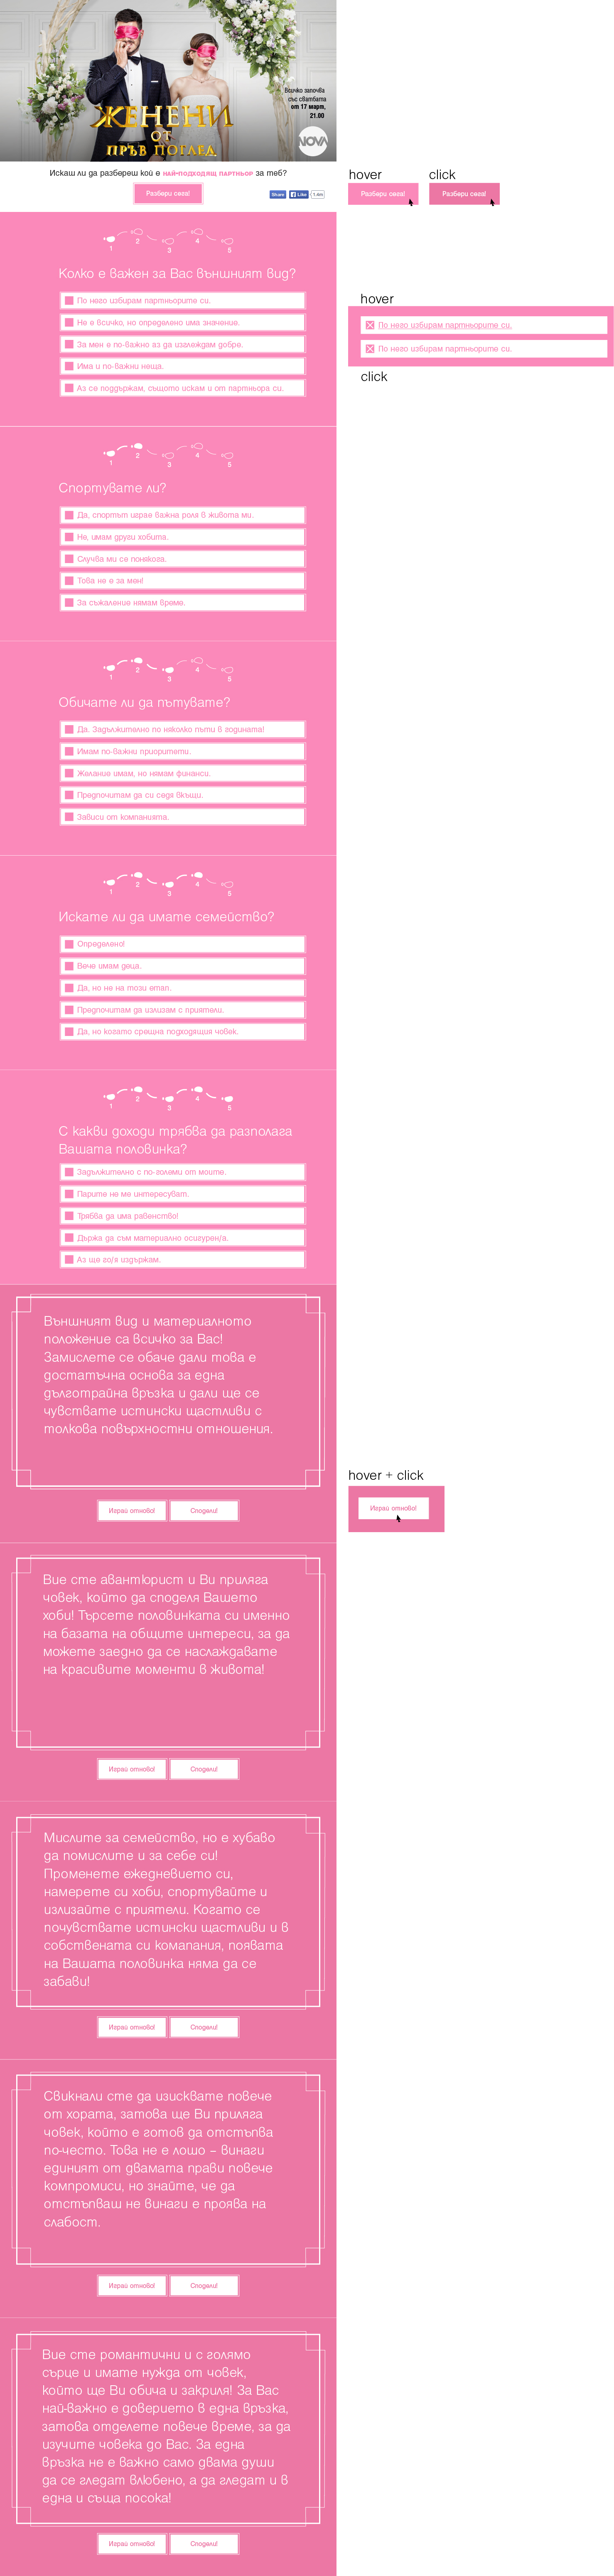 ЖЕНЕНИ
ОТ
ПРЪВ ПОГЛЕД
Всичко започва
със сватбата
от 17 март,
21.00
NOVA
Искаш ли да разбереш кой е най-подходящ партньор за теб?
Разбери сега!
Share
Like
1.6m
hover
click
Разбери сега!
Разбери сега!
1
2
3
4
5
Колко е важен за Вас външният вид?
По него избирам партньорите си.
Не е всичко, но определено има значение.
За мен е по-важно аз да изглеждам добре.
Има и по-важни неща.
Аз се поддържам, същото искам и от партньора си.
hover
По него избирам партньорите си.
По него избирам партньорите си.
click
1
2
3
4
5
Спортувате ли?
Да, спортът играе важна роля в живота ми.
Не, имам други хобита.
Случва ми се понякога.
Това не е за мен!
За съжаление нямам време.
1
2
3
4
5
Обичате ли да пътувате?
Да. Задължително по няколко пъти в годината!
Имам по-важни приоритети.
Желание имам, но нямам финанси.
Предпочитам да си седя вкъщи.
Зависи от компанията.
1
2
3
4
5
Искате ли да имате семейство?
Определено!
Вече имам деца.
Да, но не на този етап.
Предпочитам да излизам с приятели.
Да, но когато срещна подходящия човек.
1
2
3
4
5
С какви доходи трябва да разполага
Вашата половинка?
Задължително с по-големи от моите.
Парите не ме интересуват.
Трябва да има равенство!
Държа да съм материално осигурен/а.
Аз ще го/я издържам.
Външният вид и материалното
положение са всичко за Вас!
Замислете се обаче дали това е
достатъчна основа за една
дълготрайна връзка и дали ще се
чувствате истински щастливи с
толкова повърхностни отношения.
Играй отново!
Сподели!
hover + click
Играй отново!
Вие сте авантюрист и Ви приляга
човек, който да споделя Вашето
хоби! Търсете половинката си именно
на базата на общите интереси, за да
можете заедно да се наслаждавате
на красивите моменти в живота!
Играй отново!
Сподели!
Мислите за семейство, но е хубаво
да помислите и за себе си!
Променете ежедневието си,
намерете си хоби, спортувайте и
излизайте с приятели. Когато се
почувствате истински щастливи и в
собствената си комапания, появата
на Вашата половинка няма да се
забави!
Играй отново!
Сподели!
Свикнали сте да изисквате повече
от хората, затова ще Ви приляга
човек, който е готов да отстъпва
по-често. Това не е лошо – винаги
единият от двамата прави повече
компромиси, но знайте, че да
отстъпваш не винаги е проява на
слабост.
Играй отново!
Сподели!
Вие сте романтични и с голямо
сърце и имате нужда от човек,
който ще Ви обича и закриля! За Вас
най-важно е доверието в една връзка,
затова отделете повече време, за да
изучите човека до Вас. За една
връзка не е важно само двама души
да се гледат влюбено, а да гледат и в
една и съща посока!
Играй отново!
Сподели!